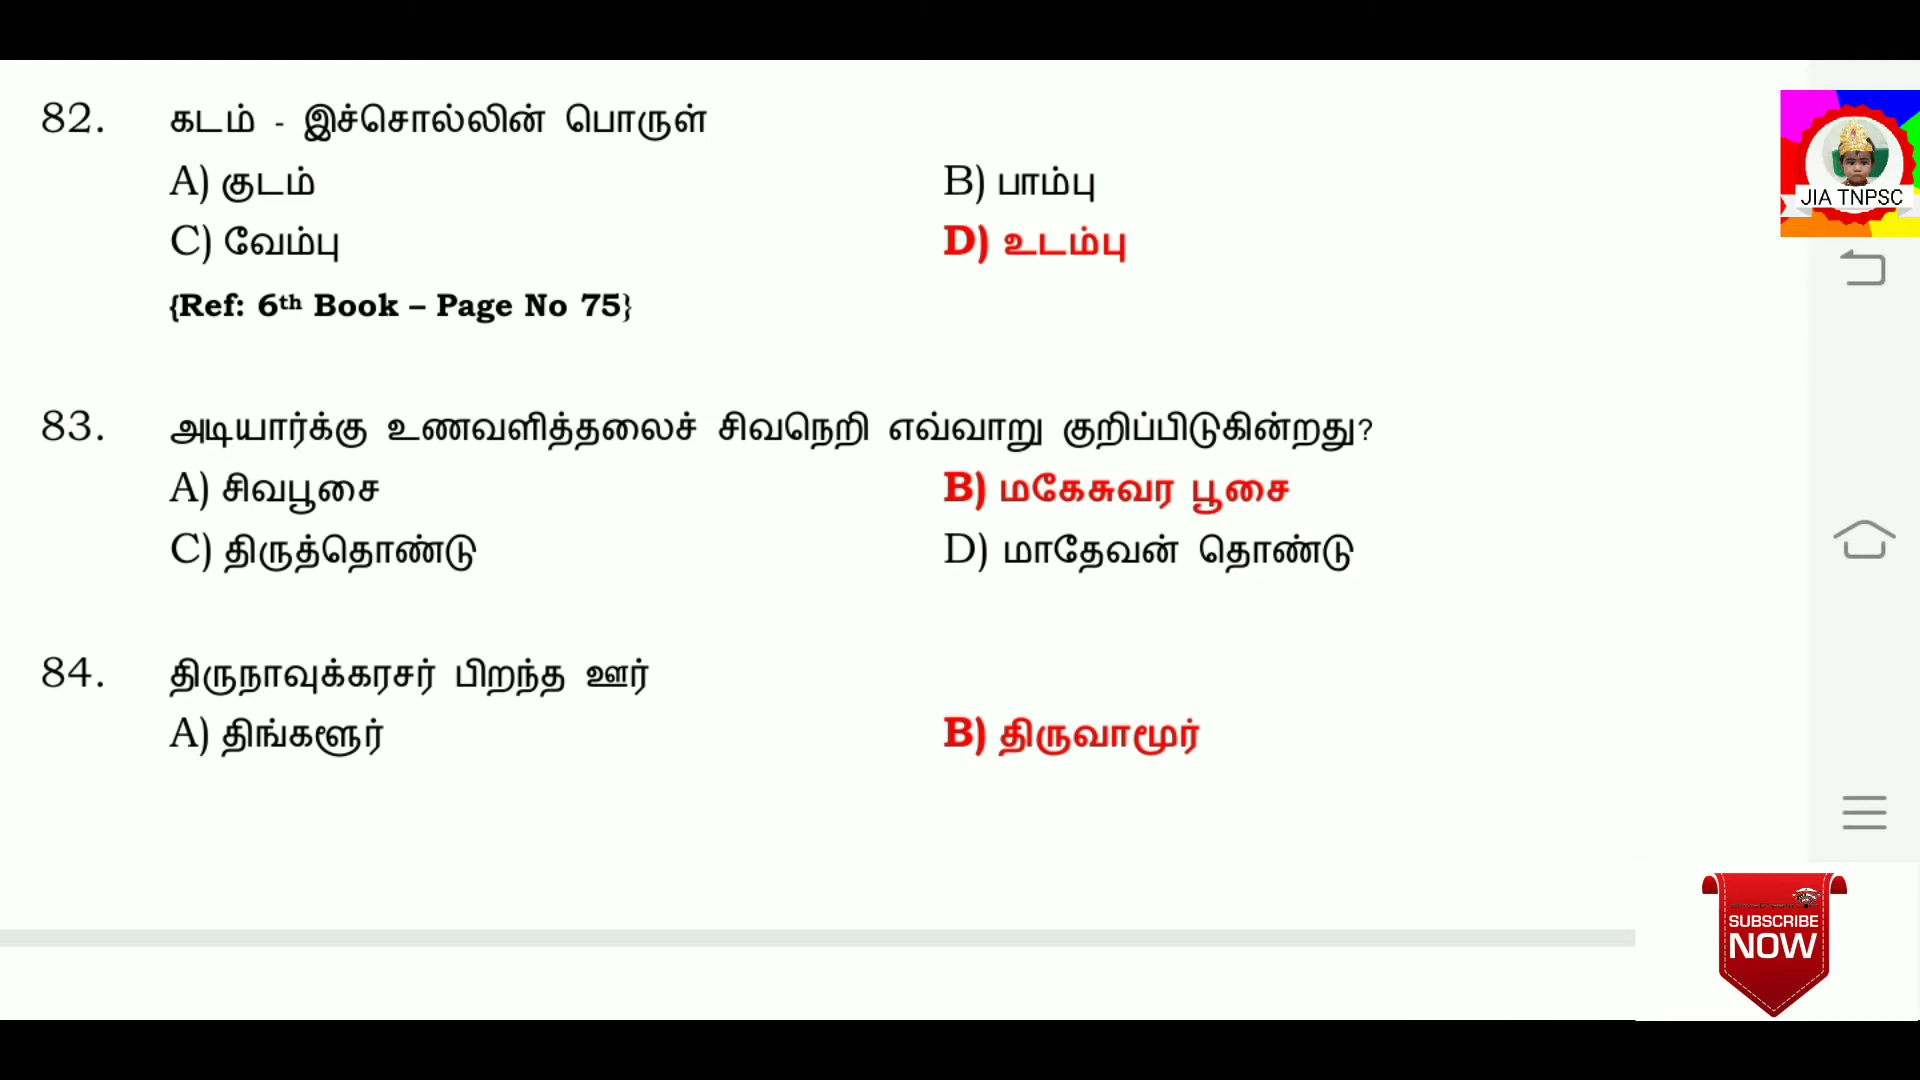 82. கடம் - இச்சொல்லின் பொருள்
A) குடம் B) பாம்பு
C) வேம்பு D) உடம்பு
{Ref: 6th Book – Page No 75}
83. அடியார்க்கு உணவளித்தலைச் சிவநெறி எவ்வாறு குறிப்பிடுகின்றது?
A) சிவபூசை B) மகேசுவர பூசை
C) திருத்தொண்டு D) மாதேவன் தொண்டு
84. திருநாவுக்கரசர் பிறந்த ஊர்
A) திங்களூர் B) திருவாமூர்
JIA TNPSC
SUBSCRIBE
NOW